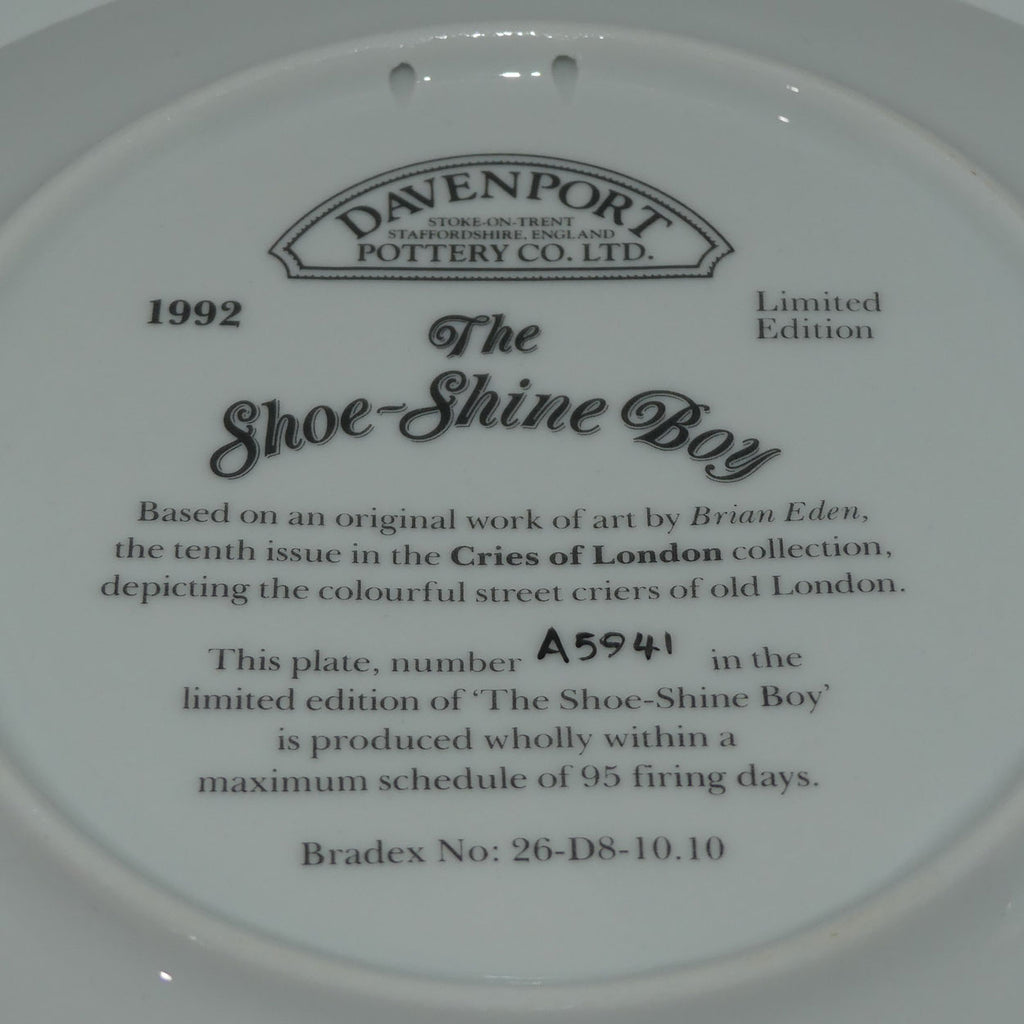 DAVENPORT
STOKE-ON-TRENT
STAFFORDSHIRE, ENGLAND
POTTERY CO. LTD.
1992
Limited
Edition
The
Shoe-Shine Boy
Based on an original work of art by Brian Eden,
the tenth issue in the Cries of London collection,
depicting the colourful street criers of old London.
This plate, number A5941 in the
limited edition of ‘The Shoe-Shine Boy’
is produced wholly within a
maximum schedule of 95 firing days.
Bradex No: 26-D8-10.10